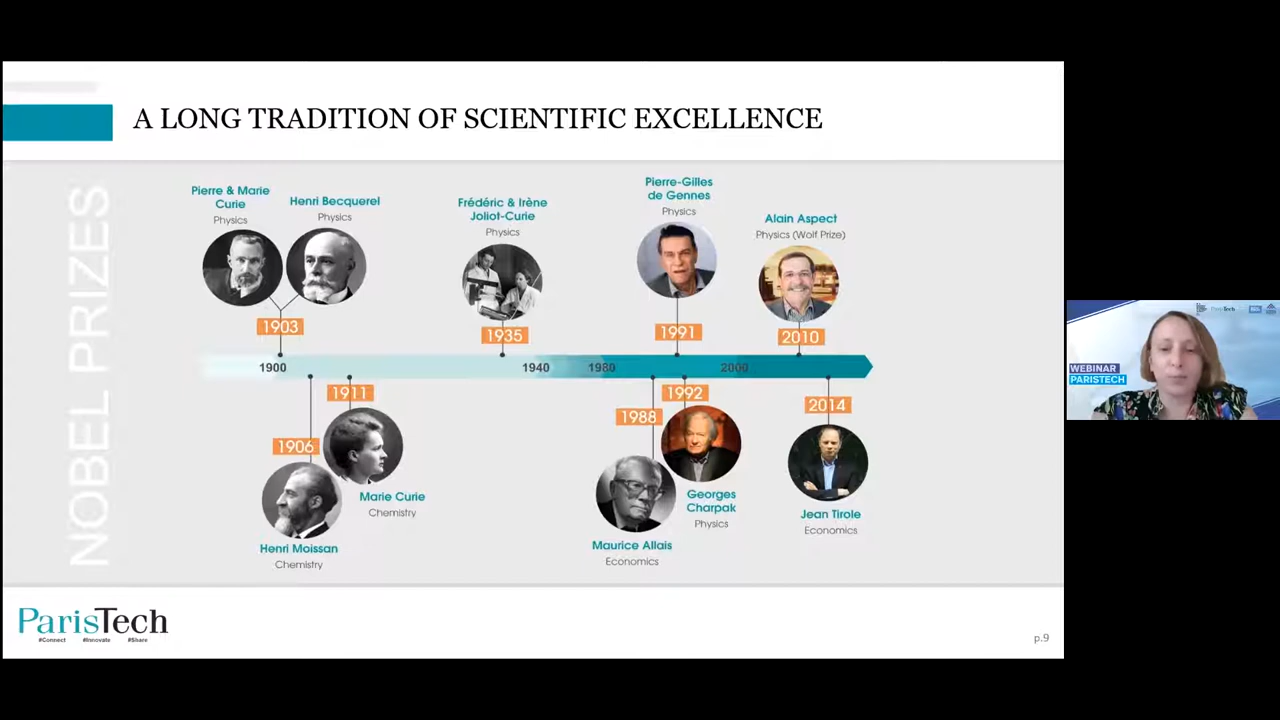 A LONG TRADITION OF SCIENTIFIC EXCELLENCE
NOBEL PRIZES
Pierre & Marie
Curie
Physics
Henri Becquerel
Physics
Frédéric & Irène
Joliot-Curie
Physics
Pierre-Gilles
de Gennes
Physics
Alain Aspect
Physics (Wolf Prize)
1903
1935
1991
2010
1900
1940
1980
2000
1911
1906
1988
1992
2014
Marie Curie
Chemistry
Henri Moissan
Chemistry
Georges
Charpak
Physics
Maurice Allais
Economics
Jean Tirole
Economics
ParisTech
#Connect #Innovate #Share
p.9
ParisTech
WEBINAR
PARISTECH